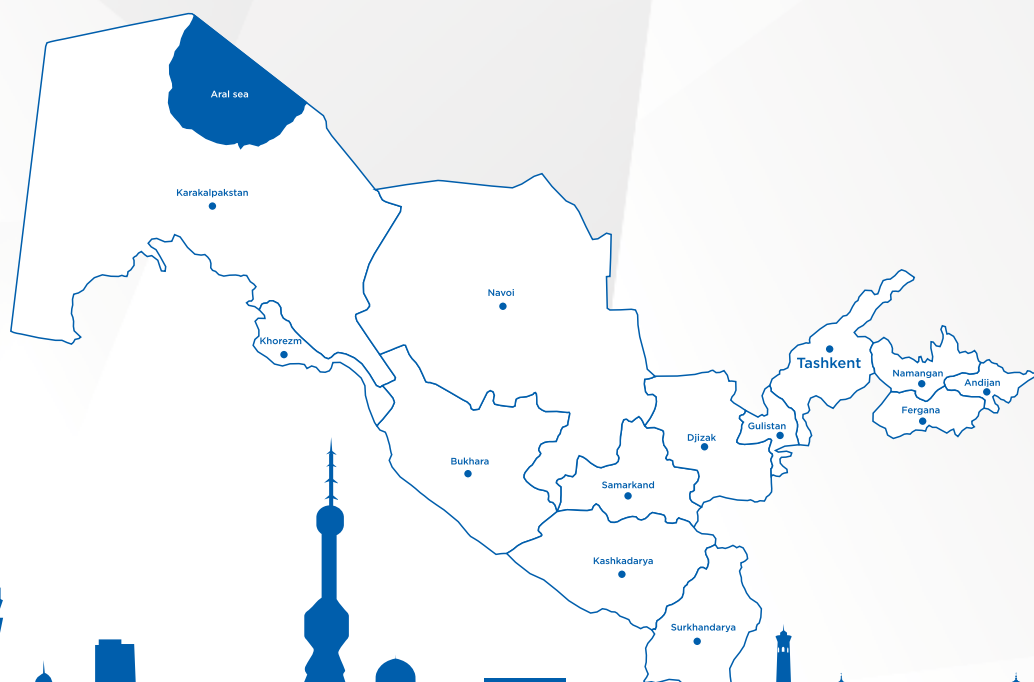 Aral sea
Karakalpakstan
Navoi
Khorezm
Tashkent
Namangan
Andijan
Fergana
Gulistan
Djizak
Bukhara
Samarkand
Kashkadarya
Surkhandarya